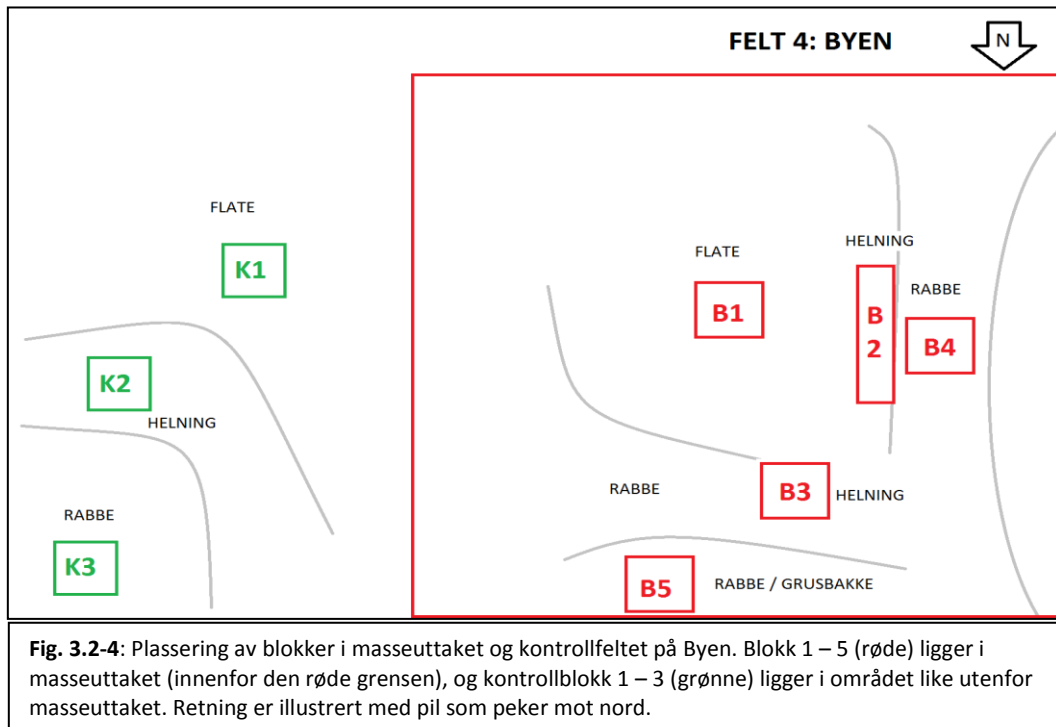 FELT 4: BYEN
N
FLATE
K1
K2
HELNING
RABBE
K3
FLATE
B1
HELNING
B
2
RABBE
B4
RABBE
B3
HELNING
B5
RABBE / GRUSBAKKE
Fig. 3.2-4: Plassering av blokker i masseuttaket og kontrollfeltet på Byen. Blokk 1 – 5 (røde) ligger i
masseuttaket (innenfor den røde grensen), og kontrollblokk 1 – 3 (grønne) ligger i området like utenfor
masseuttaket. Retning er illustrert med pil som peker mot nord.